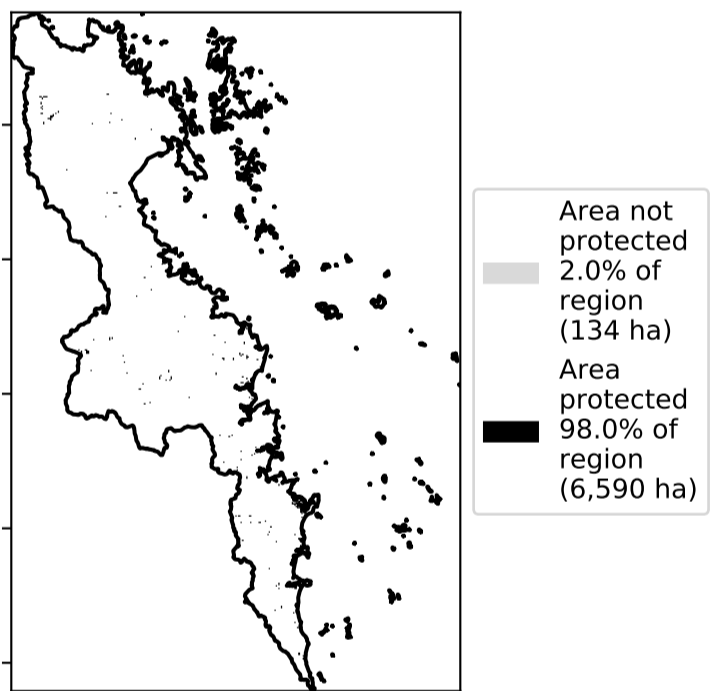 Area not
protected
2.0% of
region
(134 ha)
Area
protected
98.0% of
region
(6,590 ha)